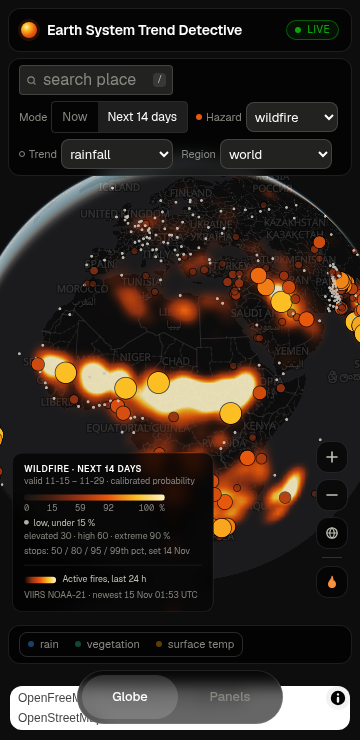 Earth System Trend Detective
LIVE
search place /
Mode Now Next 14 days Hazard wildfire
Trend rainfall Region world
FINLAND
РОССИЯ
KAZAKHSTAN
MOROCCO
YEMEN
NIGER CHAD
EQUATORIAL GUINEA
KENYA
WILDFIRE · NEXT 14 DAYS
valid 11-15 – 11-29 · calibrated probability
0 15 59 92 100 %
low, under 15 %
elevated 30 · high 60 · extreme 90 %
stops: 50 / 80 / 95 / 99th pct, set 14 Nov
Active fires, last 24 h
VIIRS NOAA-21 · newest 15 Nov 01:53 UTC
rain vegetation surface temp
Globe Panels
OpenFreeM
OpenStreetMap